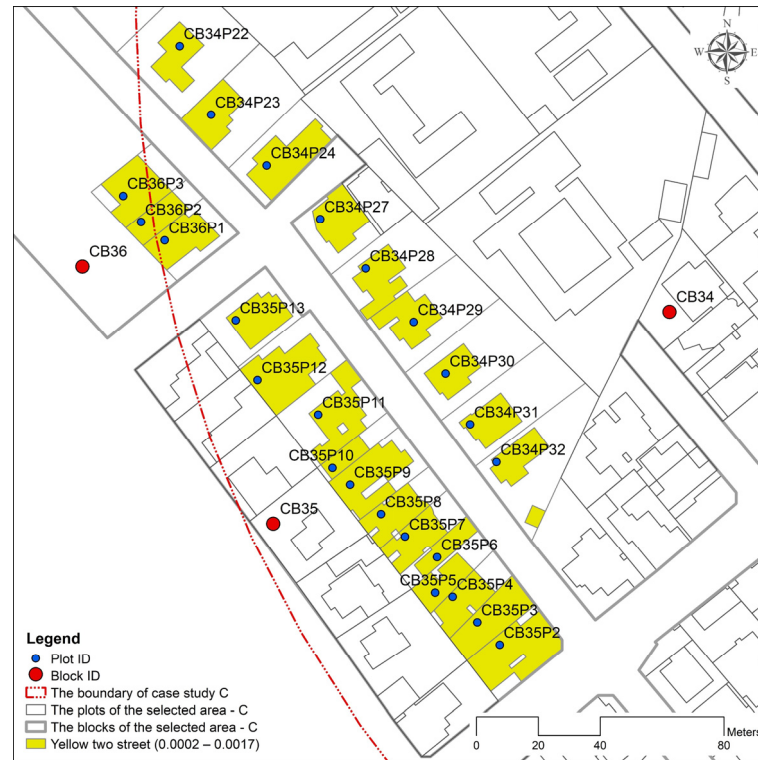 CB34P22
N
W E
S
CB34P23
CB34P24
CB36P3
CB36P2
CB36P1
CB34P27
CB36
CB34P28
CB34
CB35P13
CB34P29
CB35P12
CB34P30
CB35P11
CB34P31
CB34P32
CB35P10
CB35P9
CB35P8
CB35
CB35P7
CB35P6
CB35P5
CB35P4
CB35P3
CB35P2
Legend
Plot ID
Block ID
The boundary of case study C
The plots of the selected area - C
The blocks of the selected area - C
Yellow two street (0.0002 – 0.0017)
Meters
0 20 40 80